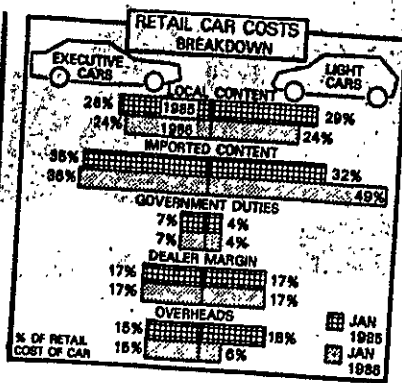 RETAIL CAR COSTS
BREAKDOWN
EXECUTIVE
CARS
LIGHT
CARS
LOCAL CONTENT
26% 1985 29%
24% 1986 24%
IMPORTED CONTENT
35% 32%
36% 49%
GOVERNMENT DUTIES
7% 4%
7% 4%
DEALER MARGIN
17% 17%
17% 17%
OVERHEADS
15% 18%
15% 6%
% OF RETAIL
COST OF CAR
JAN
1985
JAN
1986